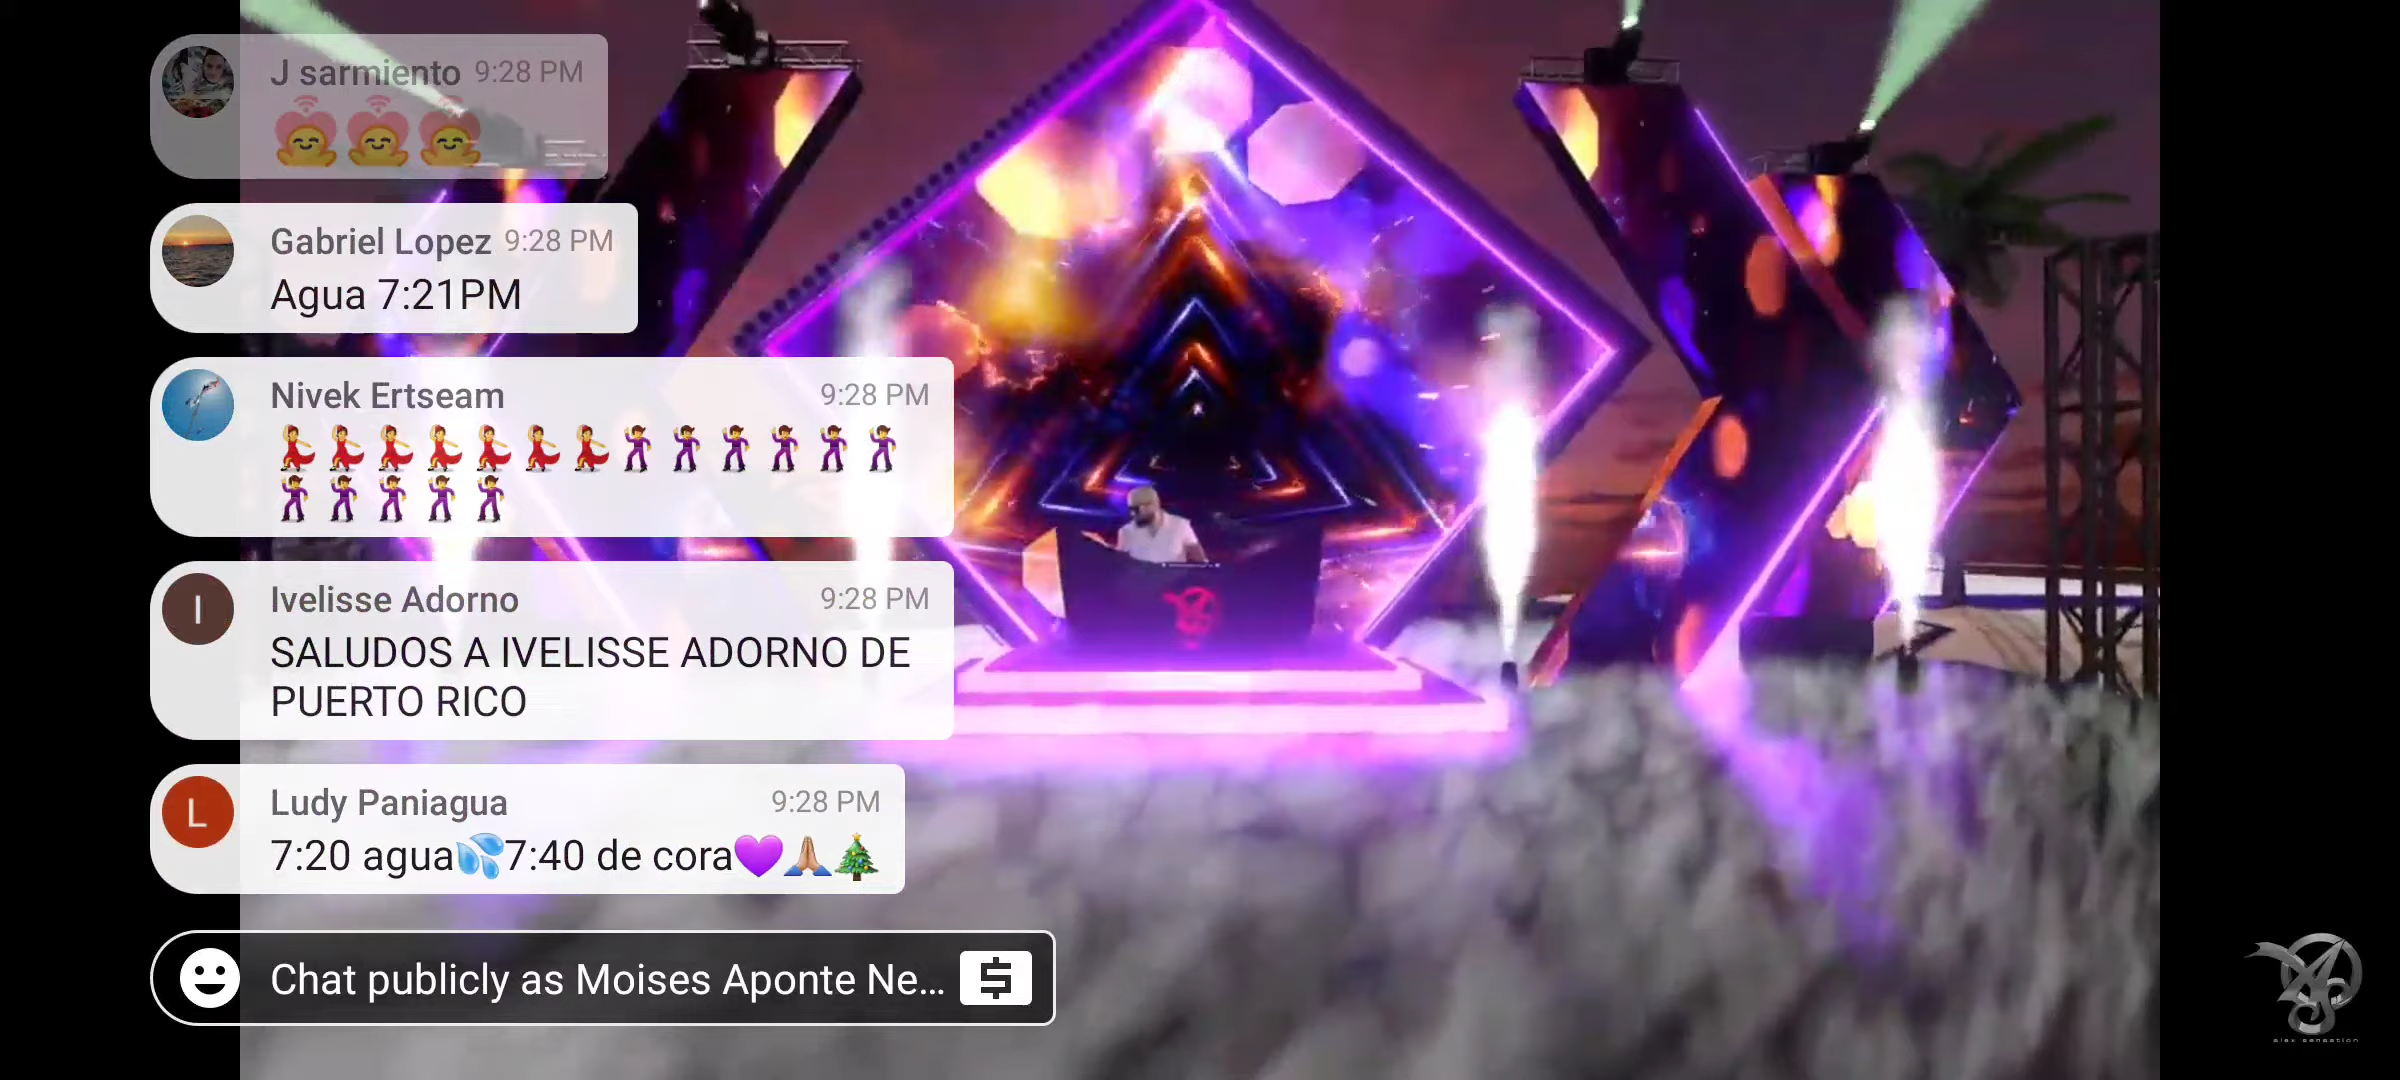 J sarmiento 9:28 PM
Gabriel Lopez 9:28 PM
Agua 7:21PM
Nivek Ertseam 9:28 PM
I
Ivelisse Adorno 9:28 PM
SALUDOS A IVELISSE ADORNO DE
PUERTO RICO
L
Ludy Paniagua 9:28 PM
7:20 agua💦7:40 de cora💜🙏🏽🎄
Chat publicly as Moises Aponte Ne...
alex sensation